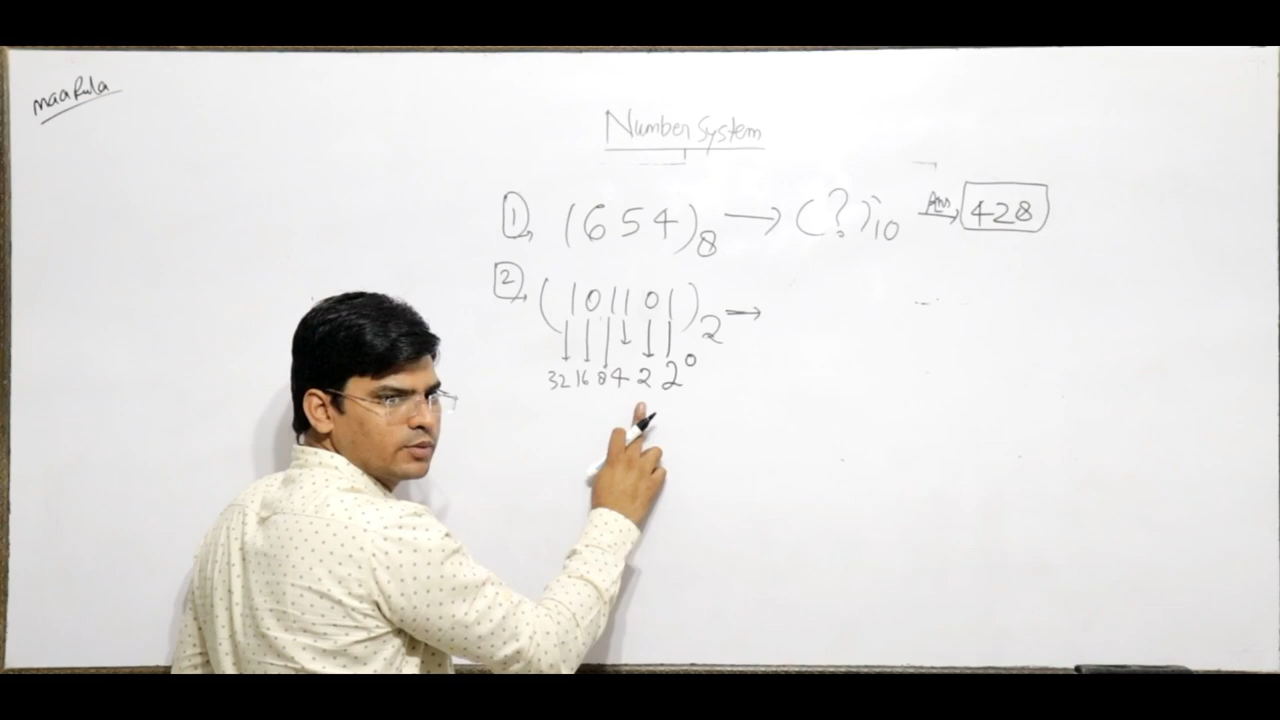 maarula
Number System
1 (654)8 → (?)10 Ans → 428
2 (101101)2 →
32 16 8 4 2 2⁰